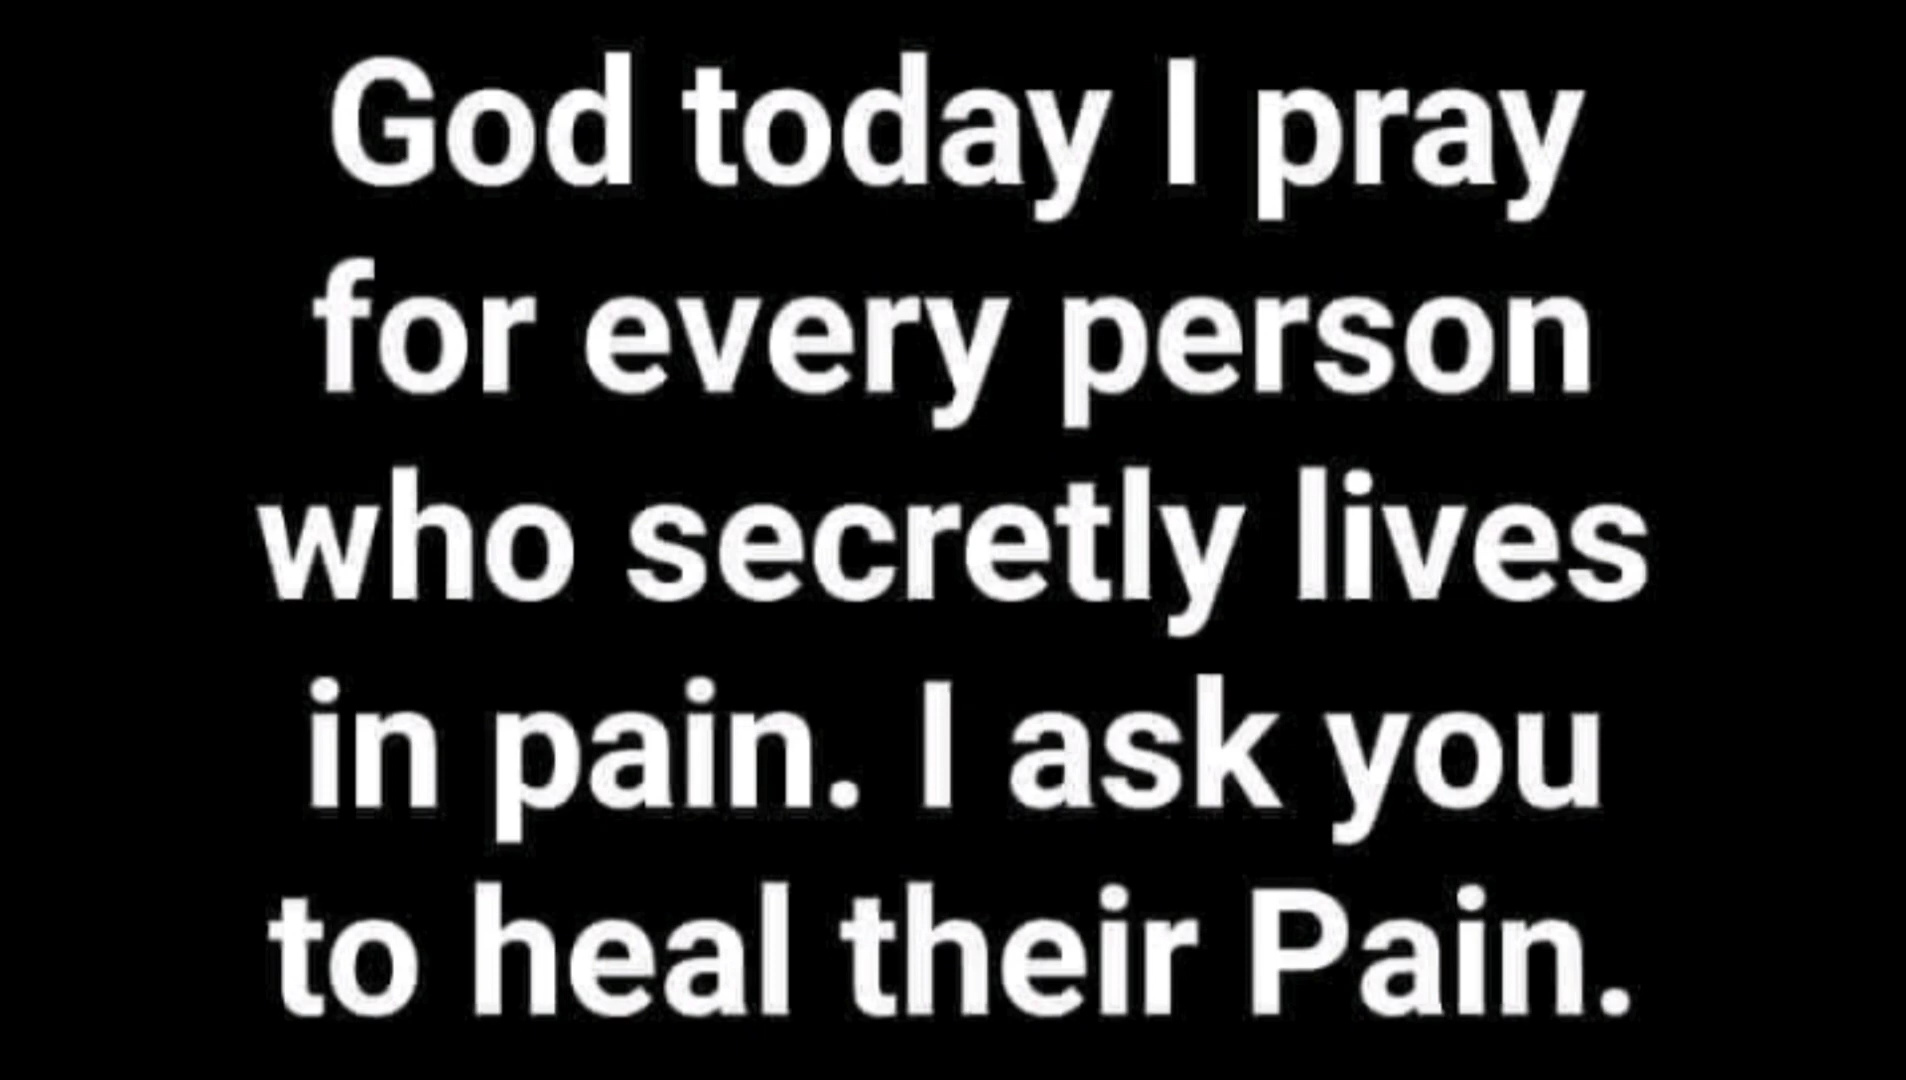 God today I pray
for every person
who secretly lives
in pain. I ask you
to heal their Pain.